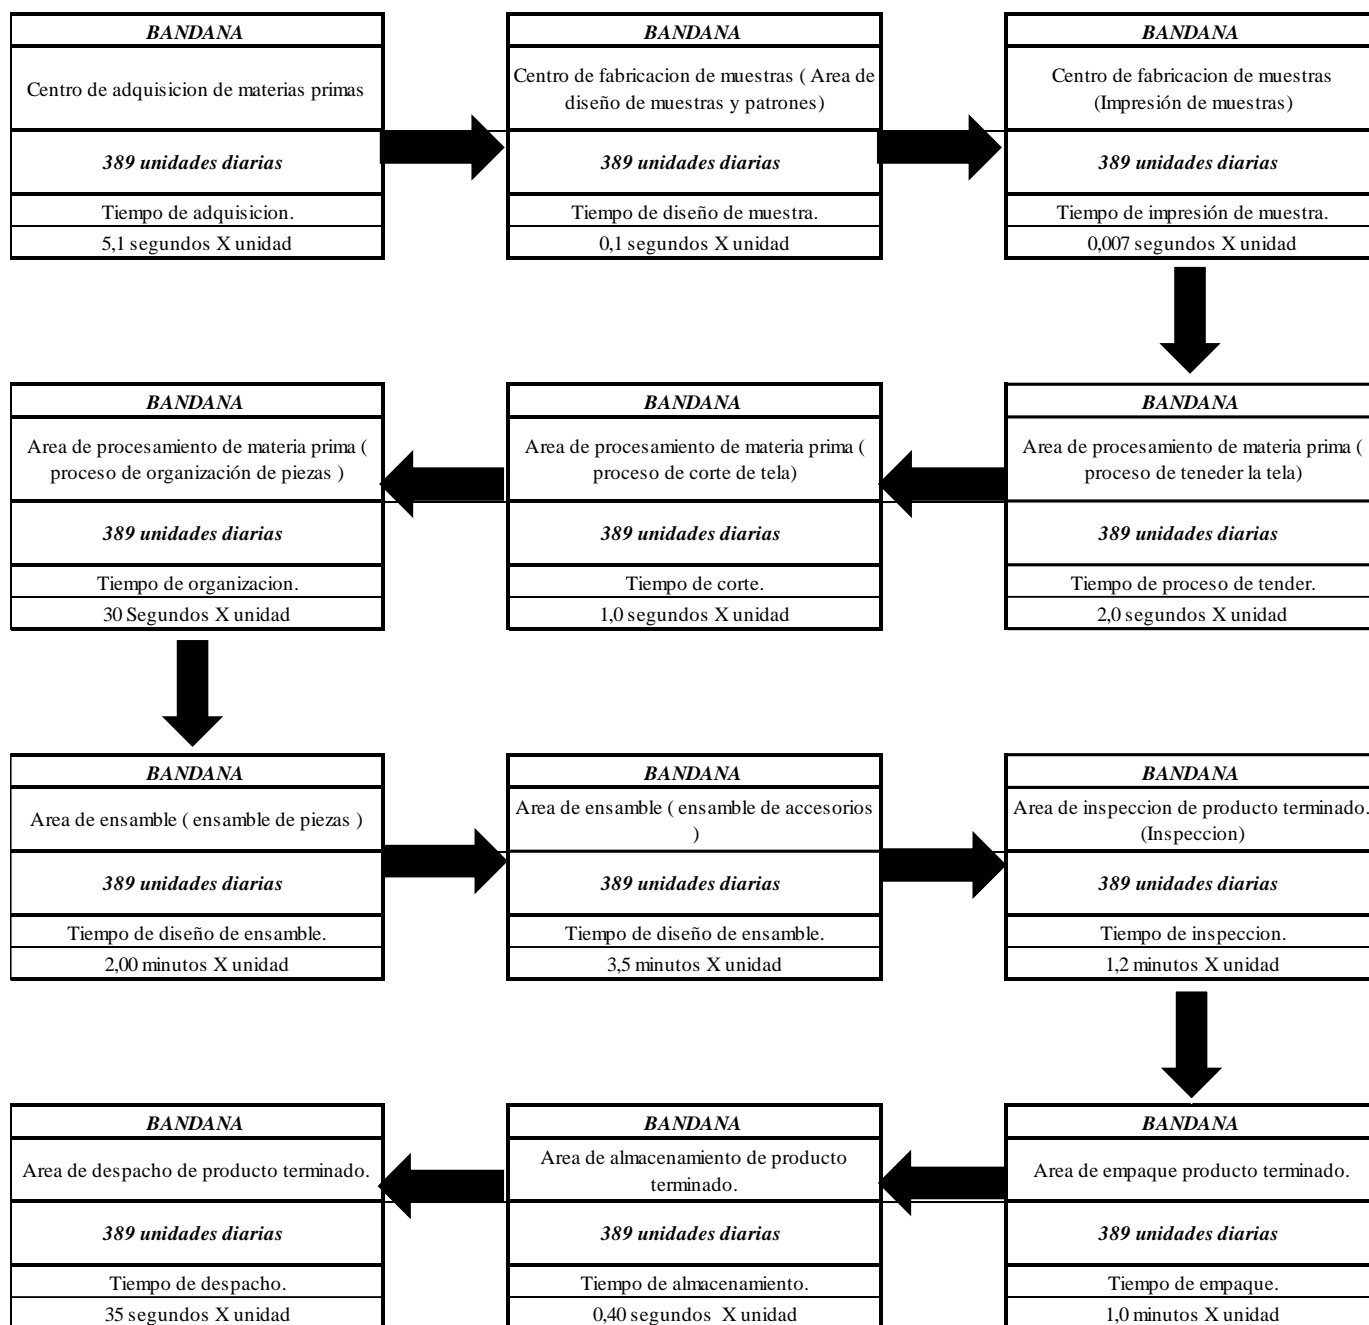 BANDANA
Centro de adquisicion de materias primas
389 unidades diarias
Tiempo de adquisicion.
5,1 segundos X unidad
BANDANA
Centro de fabricacion de muestras ( Area de
diseño de muestras y patrones)
389 unidades diarias
Tiempo de diseño de muestra.
0,1 segundos X unidad
BANDANA
Centro de fabricacion de muestras
(Impresión de muestras)
389 unidades diarias
Tiempo de impresión de muestra.
0,007 segundos X unidad
BANDANA
Area de procesamiento de materia prima (
proceso de organización de piezas )
389 unidades diarias
Tiempo de organizacion.
30 Segundos X unidad
BANDANA
Area de procesamiento de materia prima (
proceso de corte de tela)
389 unidades diarias
Tiempo de corte.
1,0 segundos X unidad
BANDANA
Area de procesamiento de materia prima (
proceso de teneder la tela)
389 unidades diarias
Tiempo de proceso de tender.
2,0 segundos X unidad
BANDANA
Area de ensamble ( ensamble de piezas )
389 unidades diarias
Tiempo de diseño de ensamble.
2,00 minutos X unidad
BANDANA
Area de ensamble ( ensamble de accesorios
)
389 unidades diarias
Tiempo de diseño de ensamble.
3,5 minutos X unidad
BANDANA
Area de inspeccion de producto terminado.
(Inspeccion)
389 unidades diarias
Tiempo de inspeccion.
1,2 minutos X unidad
BANDANA
Area de despacho de producto terminado.
389 unidades diarias
Tiempo de despacho.
35 segundos X unidad
BANDANA
Area de almacenamiento de producto
terminado.
389 unidades diarias
Tiempo de almacenamiento.
0,40 segundos X unidad
BANDANA
Area de empaque producto terminado.
389 unidades diarias
Tiempo de empaque.
1,0 minutos X unidad